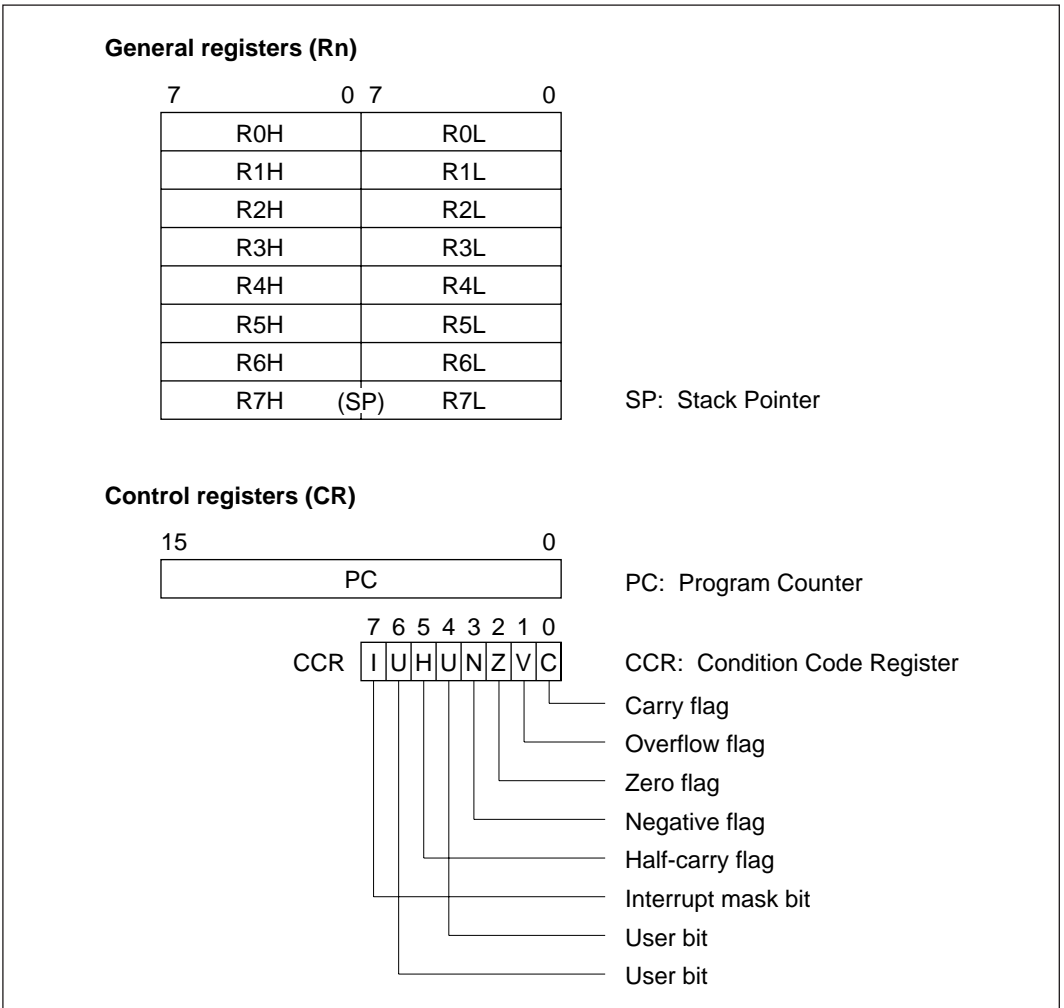 General registers (Rn)
7 0 7 0
R0H R0L
R1H R1L
R2H R2L
R3H R3L
R4H R4L
R5H R5L
R6H R6L
R7H (SP) R7L SP: Stack Pointer
Control registers (CR)
15 0
PC PC: Program Counter
7 6 5 4 3 2 1 0
CCR I U H U N Z V C CCR: Condition Code Register
Carry flag
Overflow flag
Zero flag
Negative flag
Half-carry flag
Interrupt mask bit
User bit
User bit